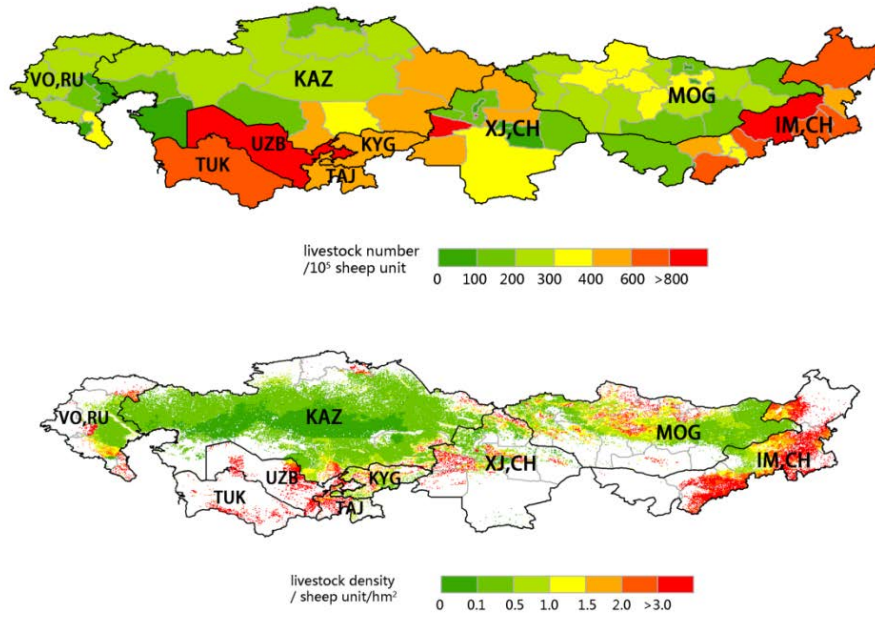 VO,RU
KAZ
MOG
IM,CH
XJ,CH
UZB
KYG
TUK
TAJ
livestock number
/10⁵ sheep unit
0 100 200 300 400 600 >800
VO,RU
KAZ
MOG
IM,CH
XJ,CH
UZB
KYG
TUK
TAJ
livestock density
/ sheep unit/hm²
0 0.1 0.5 1.0 1.5 2.0 >3.0